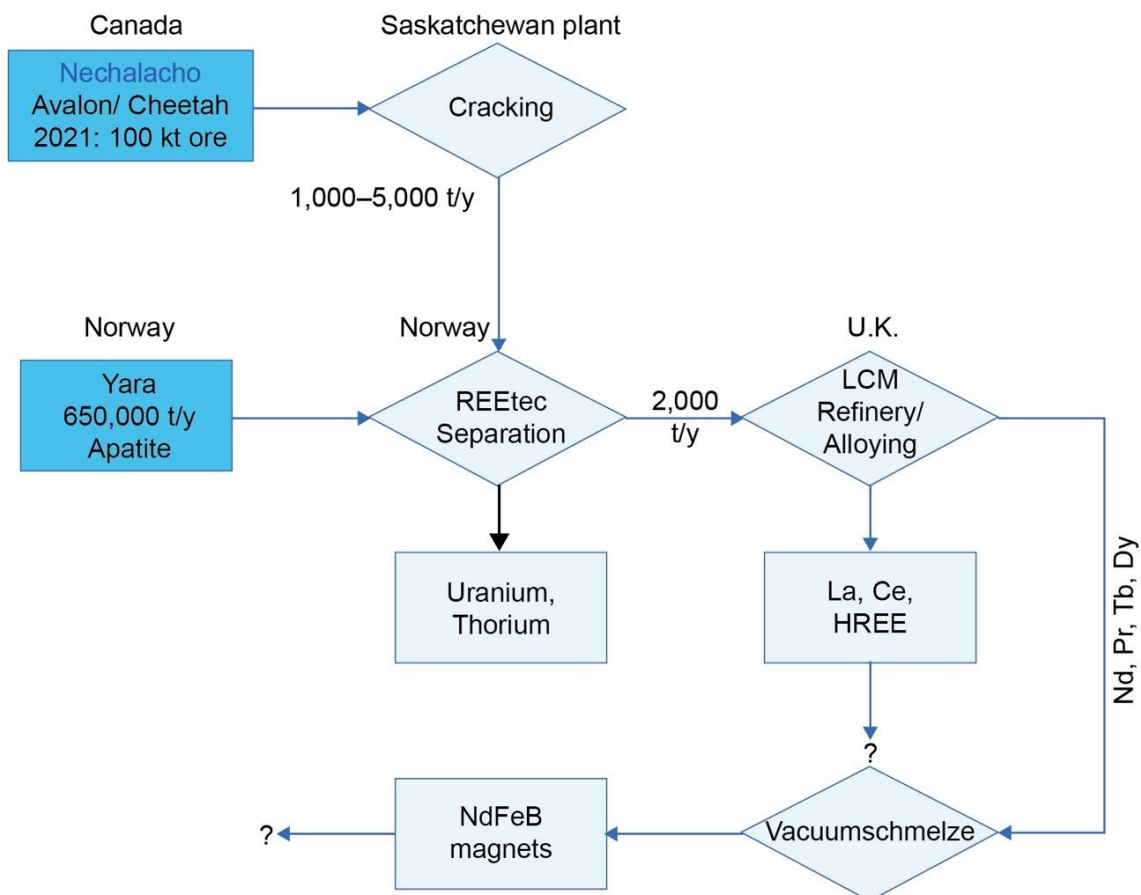 Canada
Saskatchewan plant
Nechalacho
Avalon/ Cheetah
2021: 100 kt ore
Cracking
1,000–5,000 t/y
Norway
Norway
U.K.
Yara
650,000 t/y
Apatite
REEtec
Separation
2,000
t/y
LCM
Refinery/
Alloying
Uranium,
Thorium
La, Ce,
HREE
Nd, Pr, Tb, Dy
?
?
NdFeB
magnets
Vacuumschmelze